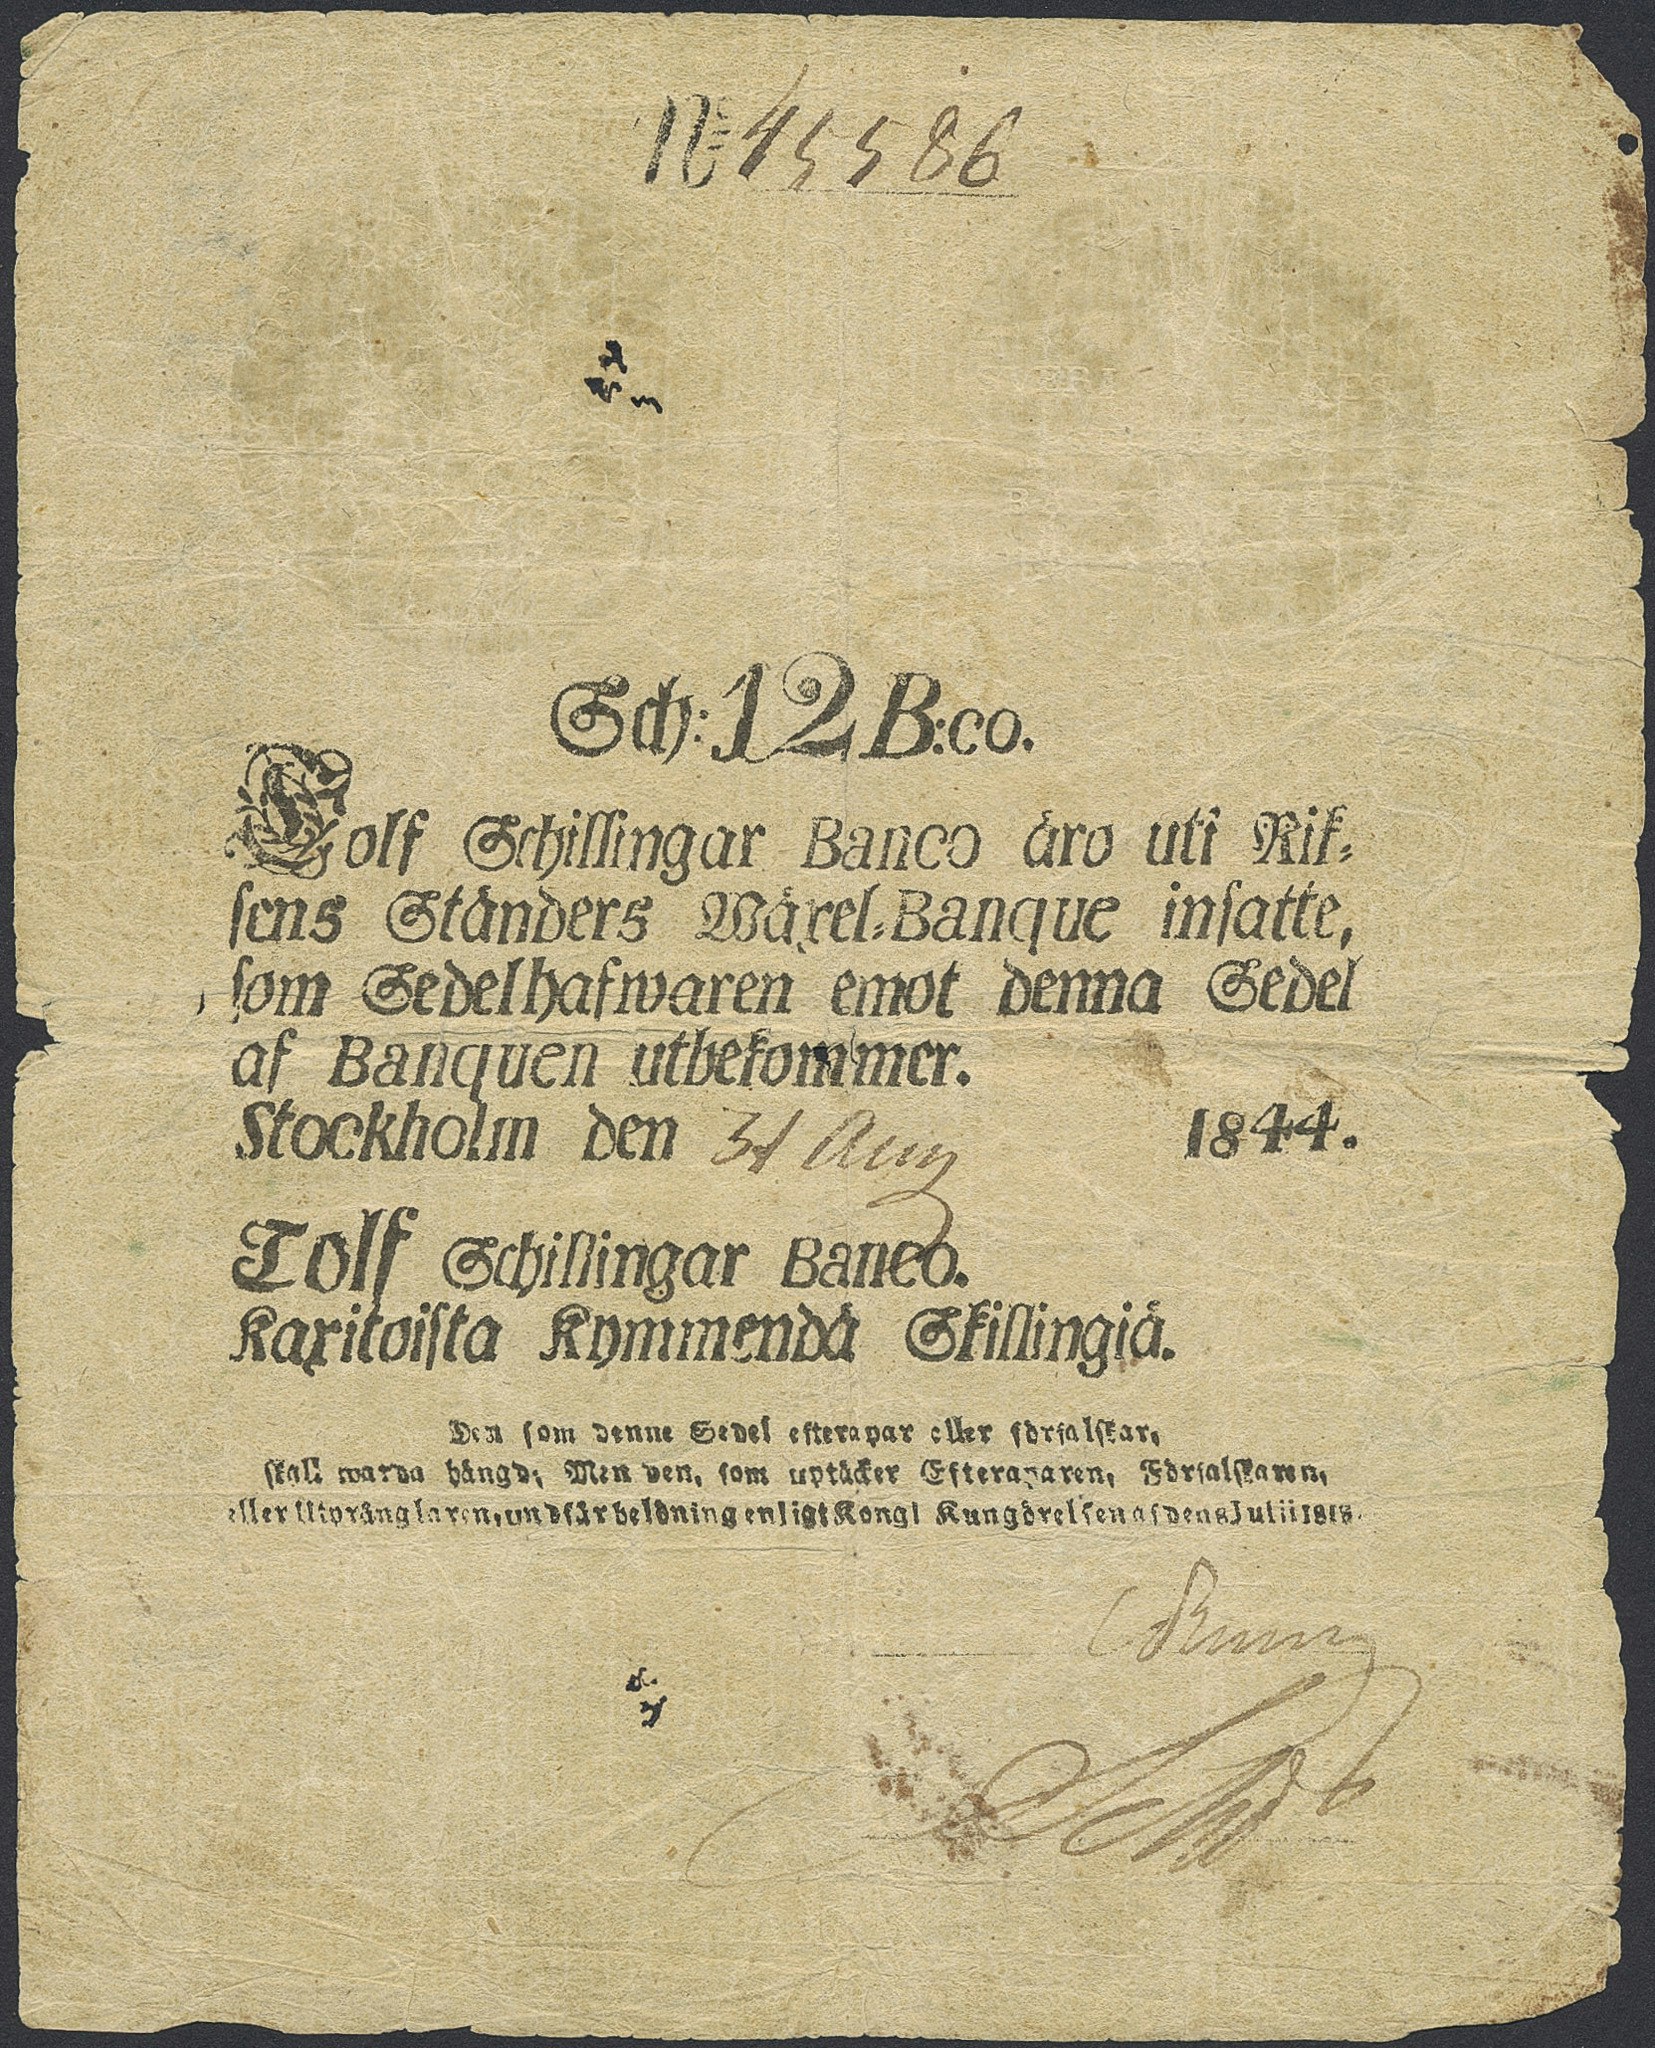 No 45586
Sch: 12 B:co.
Tolf Schillingar Banco äro uti Rik-
sens Ständers Wäxel-Banque insatte,
som Sedelhafwaren emot denna Sedel
af Banquen utbekommer.
Stockholm den 31 Aug 1844.
Tolf Schillingar Banco.
Kaxitoista Kymmendä Skillingiä.
Den som denne Sedel efterapar eller förfalskar,
skall warda hängd; Men den, som uptäcker Efteraparen, Förfalskaren,
eller Utprånglaren, undfår belöning enligt Kongl Kungörelsen af den 8 Julii 1818.